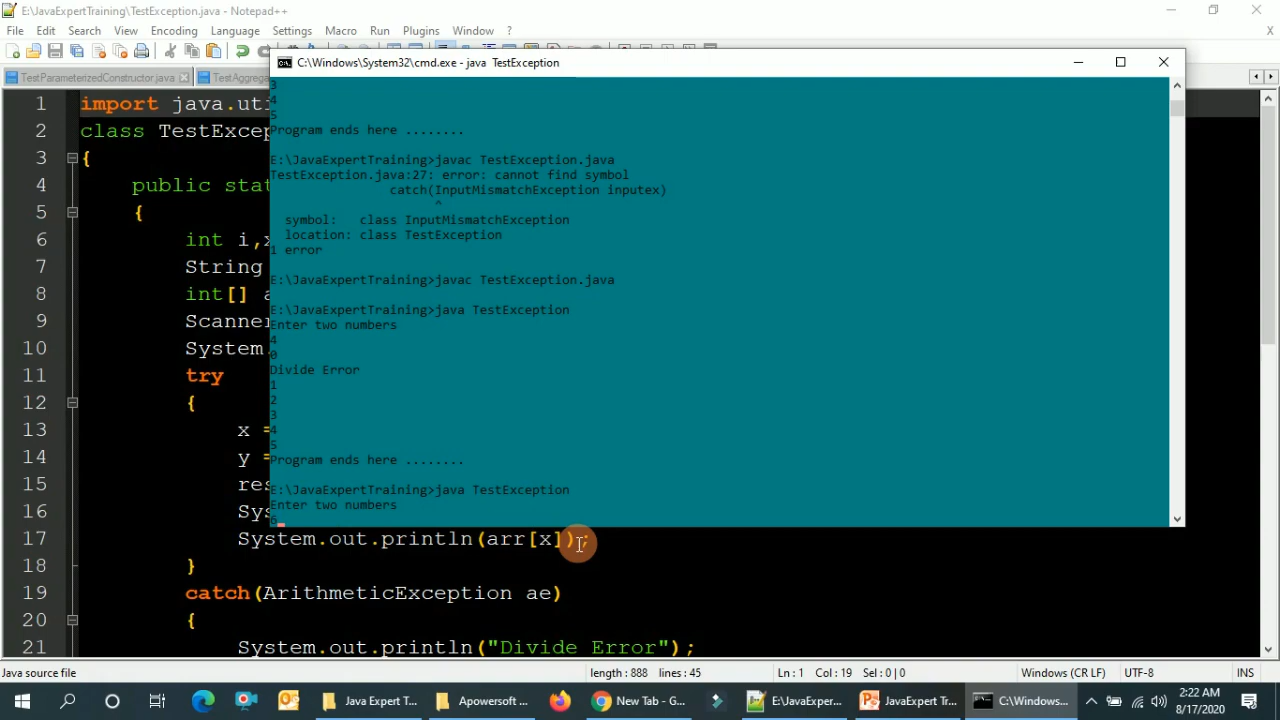 E:\JavaExpertTraining\TestException.java - Notepad++
File Edit Search View Encoding Language Settings Macro Run Plugins Window ?
X
C:\Windows\System32\cmd.exe - java TestException
TestParameterizedConstructor.java TestAggrega
3
4
5
Program ends here ........
E:\JavaExpertTraining>javac TestException.java
TestException.java:27: error: cannot find symbol
catch(InputMismatchException inputex)
^
symbol: class InputMismatchException
location: class TestException
1 error
E:\JavaExpertTraining>javac TestException.java
E:\JavaExpertTraining>java TestException
Enter two numbers
4
0
Divide Error
1
2
3
4
5
Program ends here ........
E:\JavaExpertTraining>java TestException
Enter two numbers
6
1 import java.uti
2 class TestExcep
3 {
4 public stat
5 {
6 int i,x
7 String
8 int[] a
9 Scanne
10 System.
11 try
12 {
13 x =
14 y =
15 res
16 Sys
17 System.out.println(arr[x]);
18 }
19 catch(ArithmeticException ae)
20 {
21 System.out.println("Divide Error");
Java source file length : 888 lines : 45 Ln : 1 Col : 19 Sel : 0 | 0 Windows (CR LF) UTF-8 INS
Java Expert T... Apowersoft ... New Tab - G... E:\JavaExper... JavaExpert Tr... C:\Windows... 2:22 AM
8/17/2020